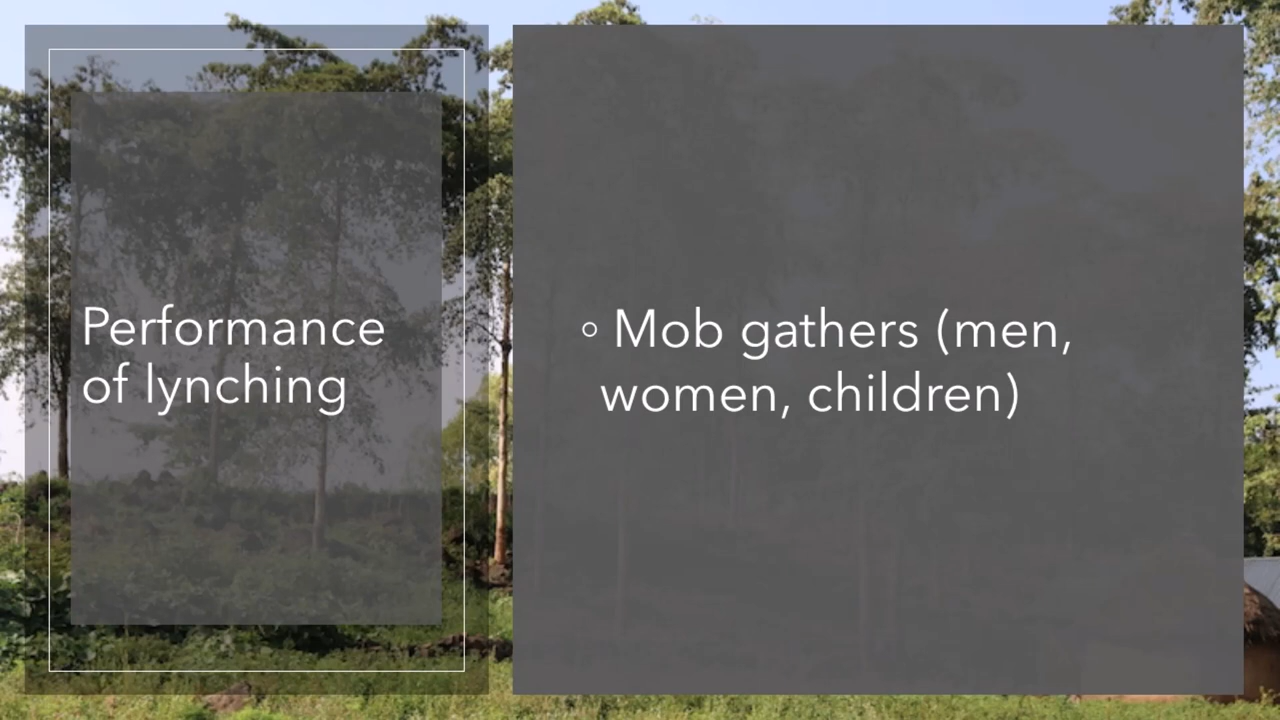 Performance
of lynching
◦ Mob gathers (men,
women, children)